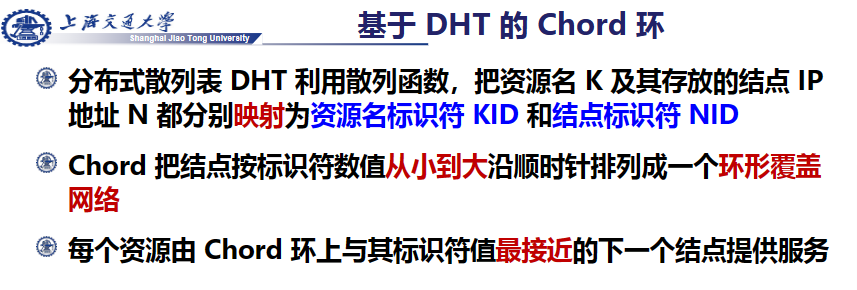 上海交通大学
Shanghai Jiao Tong University
基于 DHT 的 Chord 环
分布式散列表 DHT 利用散列函数，把资源名 K 及其存放的结点 IP
地址 N 都分别映射为资源名标识符 KID 和结点标识符 NID
Chord 把结点按标识符数值从小到大沿顺时针排列成一个环形覆盖
网络
每个资源由 Chord 环上与其标识符值最接近的下一个结点提供服务